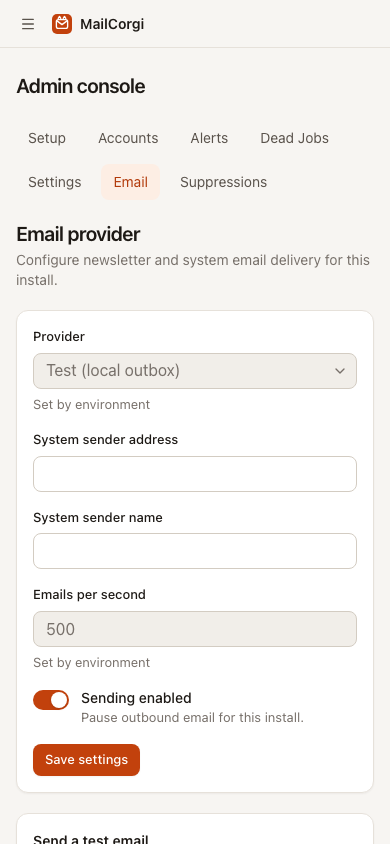 MailCorgi
Admin console
Setup Accounts Alerts Dead Jobs
Settings Email Suppressions
Email provider
Configure newsletter and system email delivery for this
install.
Provider
Test (local outbox)
Set by environment
System sender address
System sender name
Emails per second
500
Set by environment
Sending enabled
Pause outbound email for this install.
Save settings
Send a test email